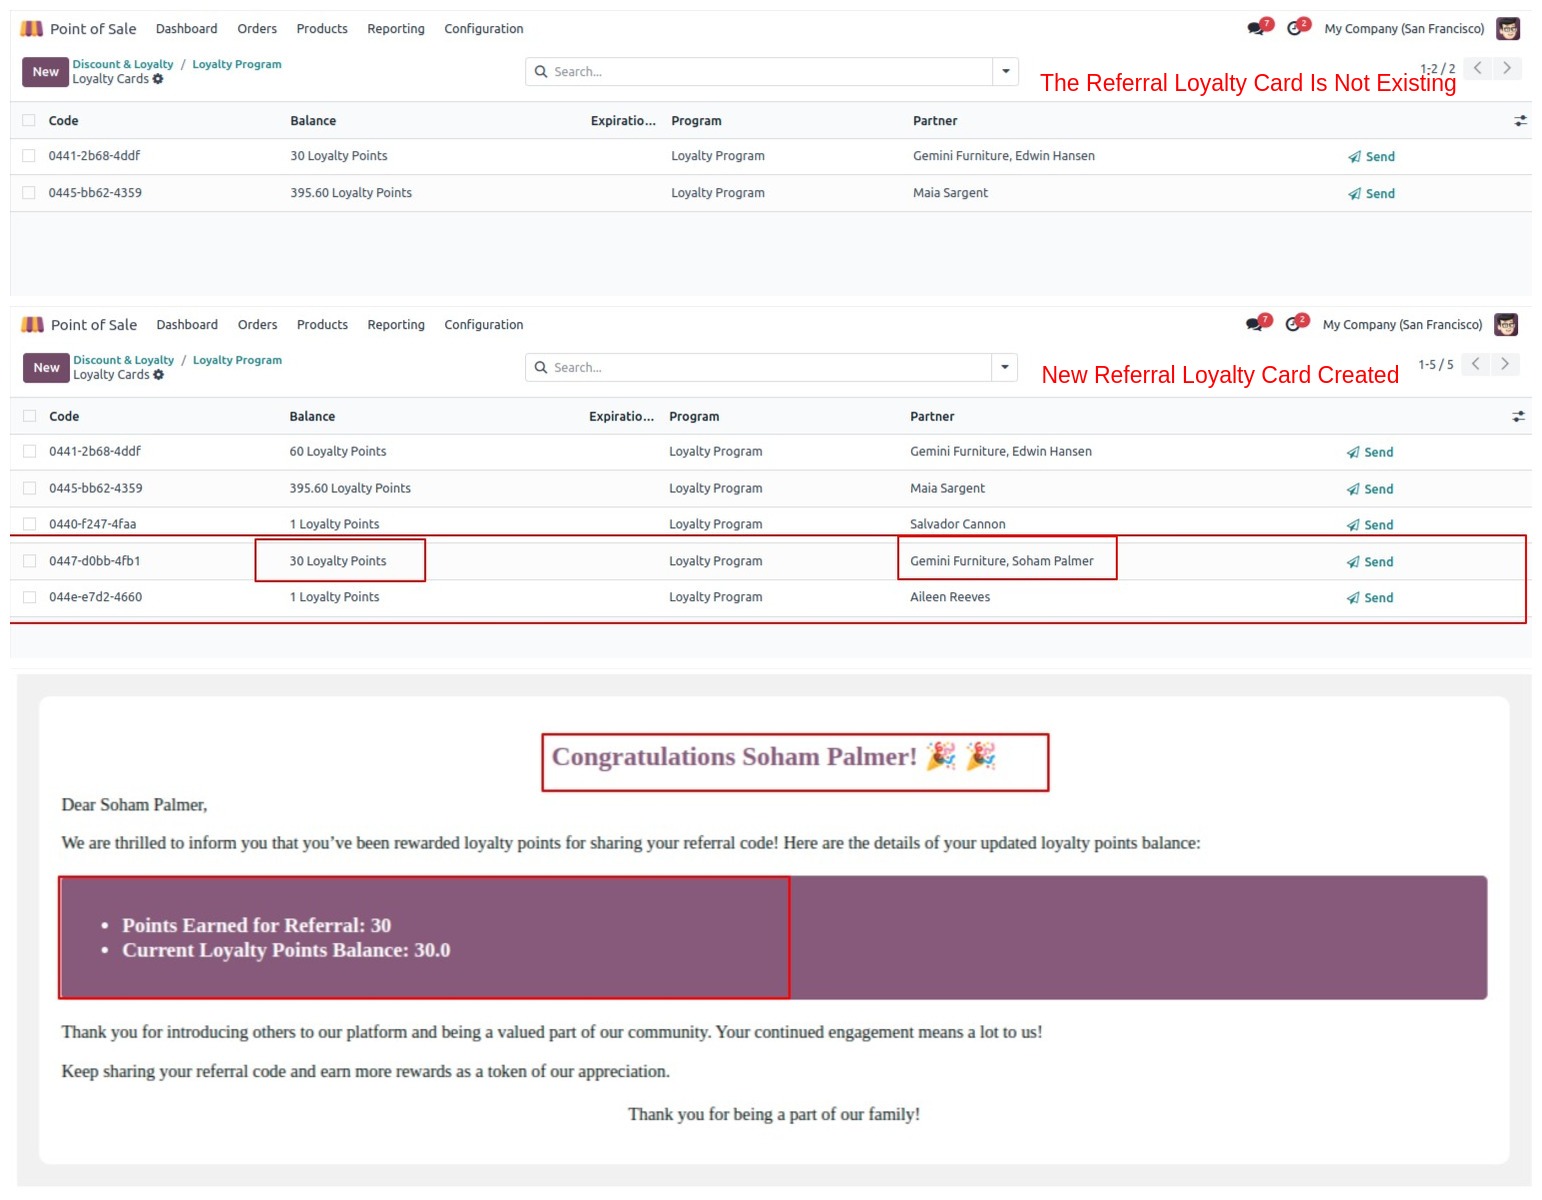 Point of Sale Dashboard Orders Products Reporting Configuration 7 2 My Company (San Francisco)
New Discount & Loyalty / Loyalty Program
Loyalty Cards Search... 1-2 / 2
The Referral Loyalty Card Is Not Existing
Code Balance Expiratio... Program Partner
0441-2b68-4ddf 30 Loyalty Points Loyalty Program Gemini Furniture, Edwin Hansen Send
0445-bb62-4359 395.60 Loyalty Points Loyalty Program Maia Sargent Send
Point of Sale Dashboard Orders Products Reporting Configuration 7 2 My Company (San Francisco)
New Discount & Loyalty / Loyalty Program
Loyalty Cards Search... 1-5 / 5
New Referral Loyalty Card Created
Code Balance Expiratio... Program Partner
0441-2b68-4ddf 60 Loyalty Points Loyalty Program Gemini Furniture, Edwin Hansen Send
0445-bb62-4359 395.60 Loyalty Points Loyalty Program Maia Sargent Send
0440-f247-4faa 1 Loyalty Points Loyalty Program Salvador Cannon Send
0447-d0bb-4fb1 30 Loyalty Points Loyalty Program Gemini Furniture, Soham Palmer Send
044e-e7d2-4660 1 Loyalty Points Loyalty Program Aileen Reeves Send
Congratulations Soham Palmer! 🎉 🎉
Dear Soham Palmer,
We are thrilled to inform you that you’ve been rewarded loyalty points for sharing your referral code! Here are the details of your updated loyalty points balance:
• Points Earned for Referral: 30
• Current Loyalty Points Balance: 30.0
Thank you for introducing others to our platform and being a valued part of our community. Your continued engagement means a lot to us!
Keep sharing your referral code and earn more rewards as a token of our appreciation.
Thank you for being a part of our family!